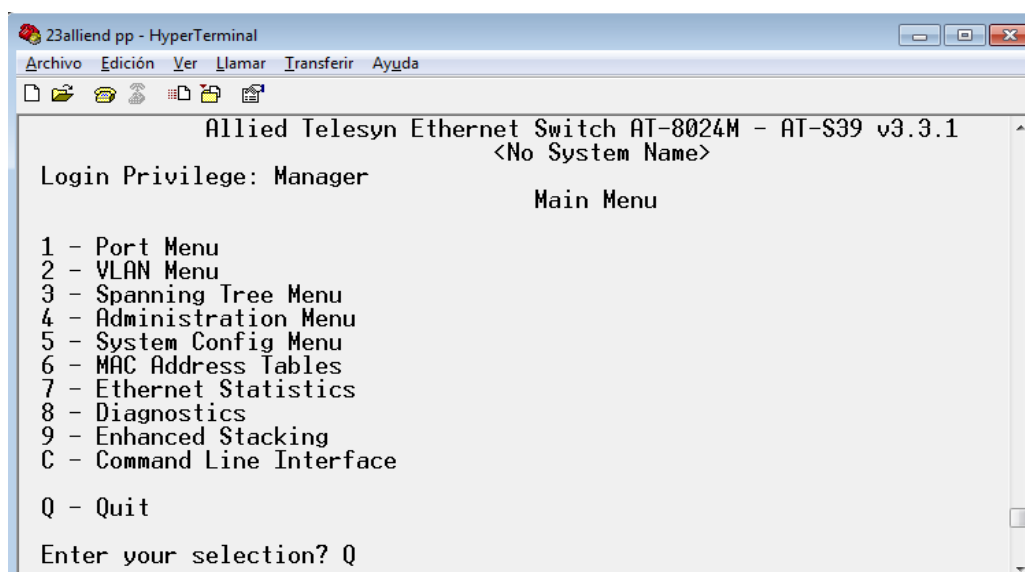 23alliend pp - HyperTerminal
Archivo Edición Ver Llamar Transferir Ayuda
Allied Telesyn Ethernet Switch AT-8024M - AT-S39 v3.3.1
<No System Name>
Login Privilege: Manager
Main Menu
1 - Port Menu
2 - VLAN Menu
3 - Spanning Tree Menu
4 - Administration Menu
5 - System Config Menu
6 - MAC Address Tables
7 - Ethernet Statistics
8 - Diagnostics
9 - Enhanced Stacking
C - Command Line Interface
Q - Quit
Enter your selection? Q